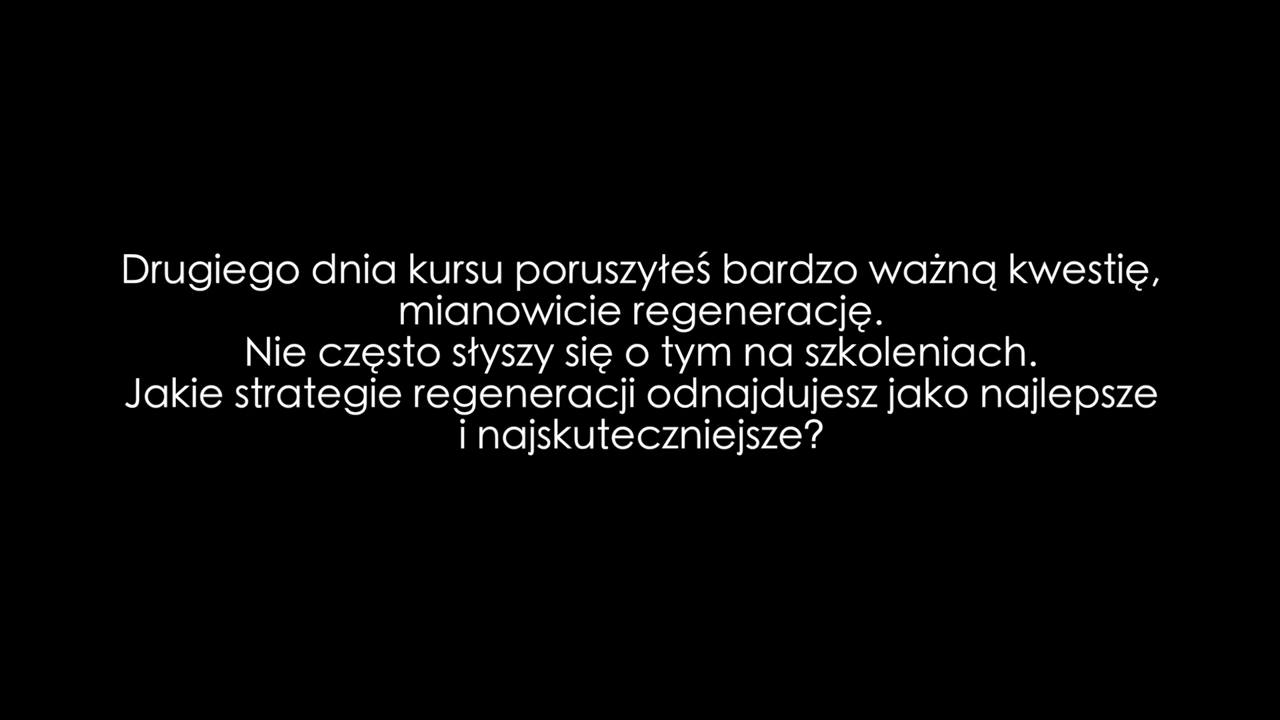 Drugiego dnia kursu poruszyłeś bardzo ważną kwestię,
mianowicie regenerację.
Nie często słyszy się o tym na szkoleniach.
Jakie strategie regeneracji odnajdujesz jako najlepsze
i najskuteczniejsze?